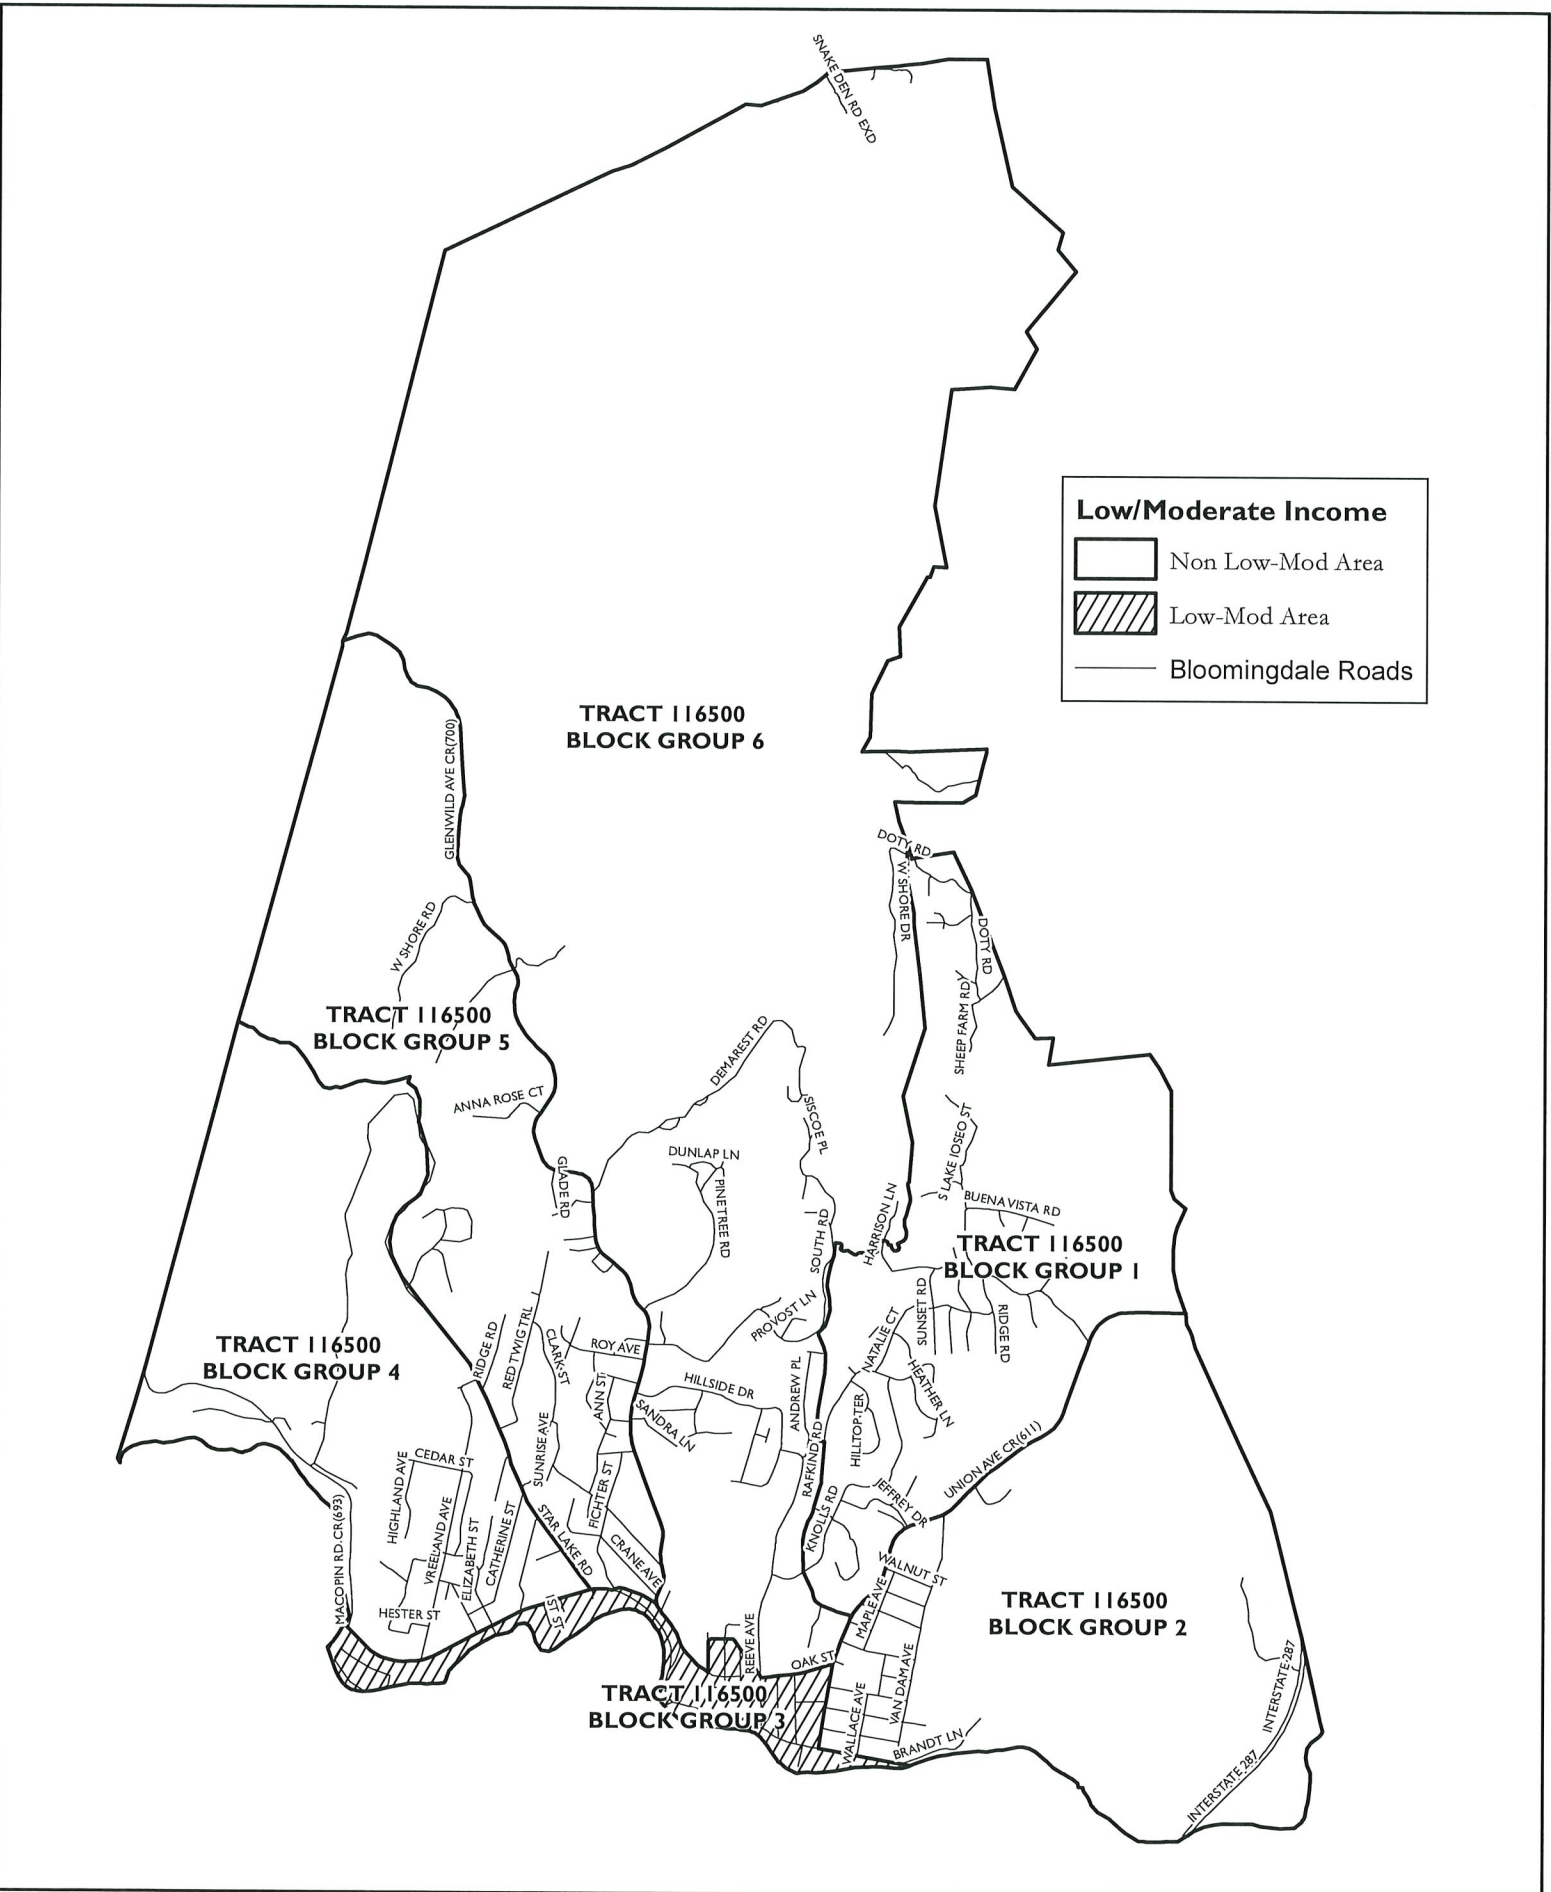 SNAKE DEN RD EXD
Low/Moderate Income
Non Low-Mod Area
Low-Mod Area
Bloomingdale Roads
TRACT 116500
BLOCK GROUP 6
GLENWILD AVE CR(700)
DOTY RD
W SHORE DR
W SHORE RD
DOTY RD
SHEEP FARM RD
TRACT 116500
BLOCK GROUP 5
DEMAREST RD
ANNA ROSE CT
SISCOE PL
S LAKE IOSEO ST
DUNLAP LN
GLADE RD
PINETREE RD
BUENA VISTA RD
HARRISON LN
SOUTH RD
TRACT 116500
BLOCK GROUP 1
PROVOST LN
SUNSET RD
RIDGE RD
NATALIE CT
TRACT 116500
BLOCK GROUP 4
RIDGE RD
RED TWIG TRL
CLARK ST
ROY AVE
HILLSIDE DR
ANDREW PL
HEATHER LN
ANN ST
SANDRA LN
HILLTOP TER
RAFKIND RD
SUNRISE AVE
CEDAR ST
HIGHLAND AVE
UNION AVE CR(611)
FICHTER ST
JEFFREY DR
KNOLLS RD
MACOPIN RD.CR(693)
VREELAND AVE
ELIZABETH ST
CATHERINE ST
STAR LAKE RD
CRANE AVE
WALNUT ST
MAPLE AVE
TRACT 116500
BLOCK GROUP 2
HESTER ST
1ST ST
REEVE AVE
OAK ST
VAN DAM AVE
INTERSTATE 287
TRACT 116500
BLOCK GROUP 3
WALLACE AVE
BRANDT LN
INTERSTATE 287